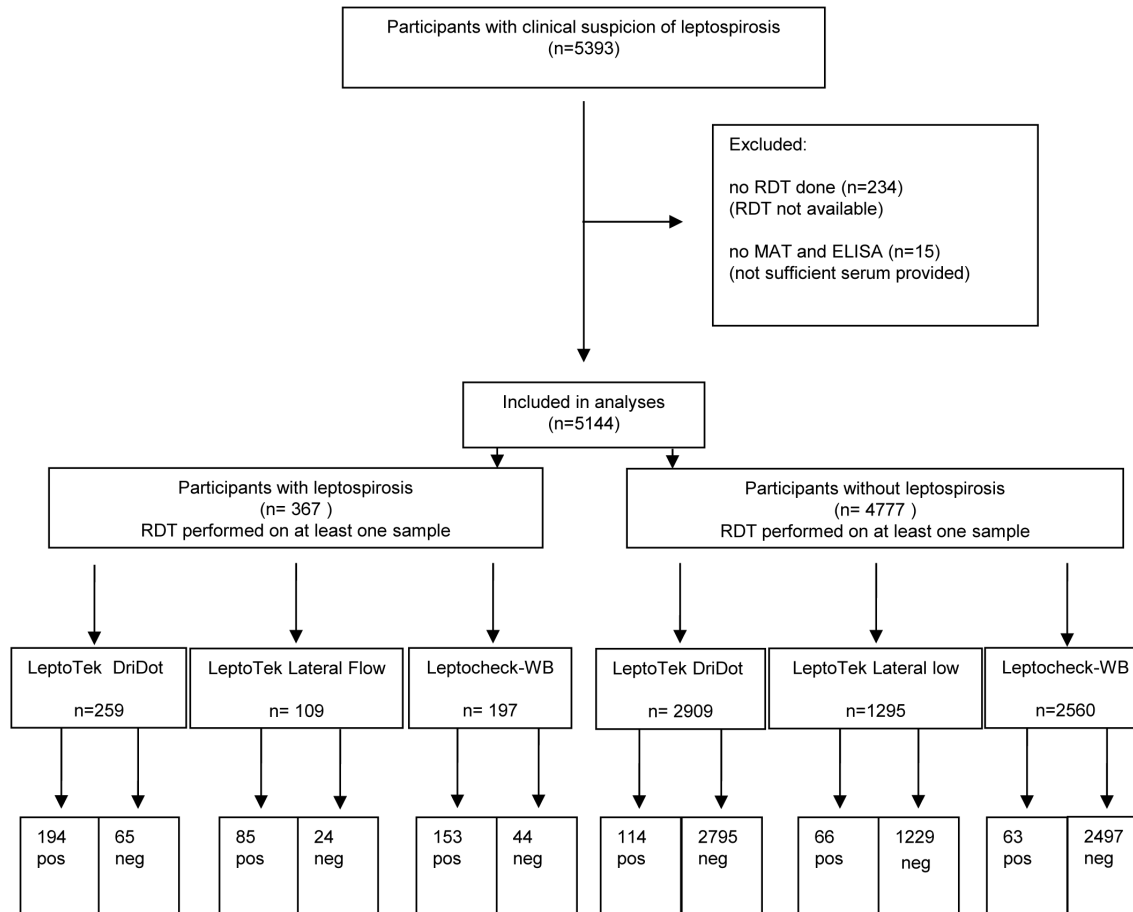 Participants with clinical suspicion of leptospirosis
(n=5393)
Excluded:
no RDT done (n=234)
(RDT not available)
no MAT and ELISA (n=15)
(not sufficient serum provided)
Included in analyses
(n=5144)
Participants with leptospirosis
(n= 367 )
RDT performed on at least one sample
Participants without leptospirosis
(n= 4777 )
RDT performed on at least one sample
LeptoTek DriDot
n=259
LeptoTek Lateral Flow
n= 109
Leptocheck-WB
n= 197
LeptoTek DriDot
n= 2909
LeptoTek Lateral low
n=1295
Leptocheck-WB
n=2560
194
pos
65
neg
85
pos
24
neg
153
pos
44
neg
114
pos
2795
neg
66
pos
1229
neg
63
pos
2497
neg